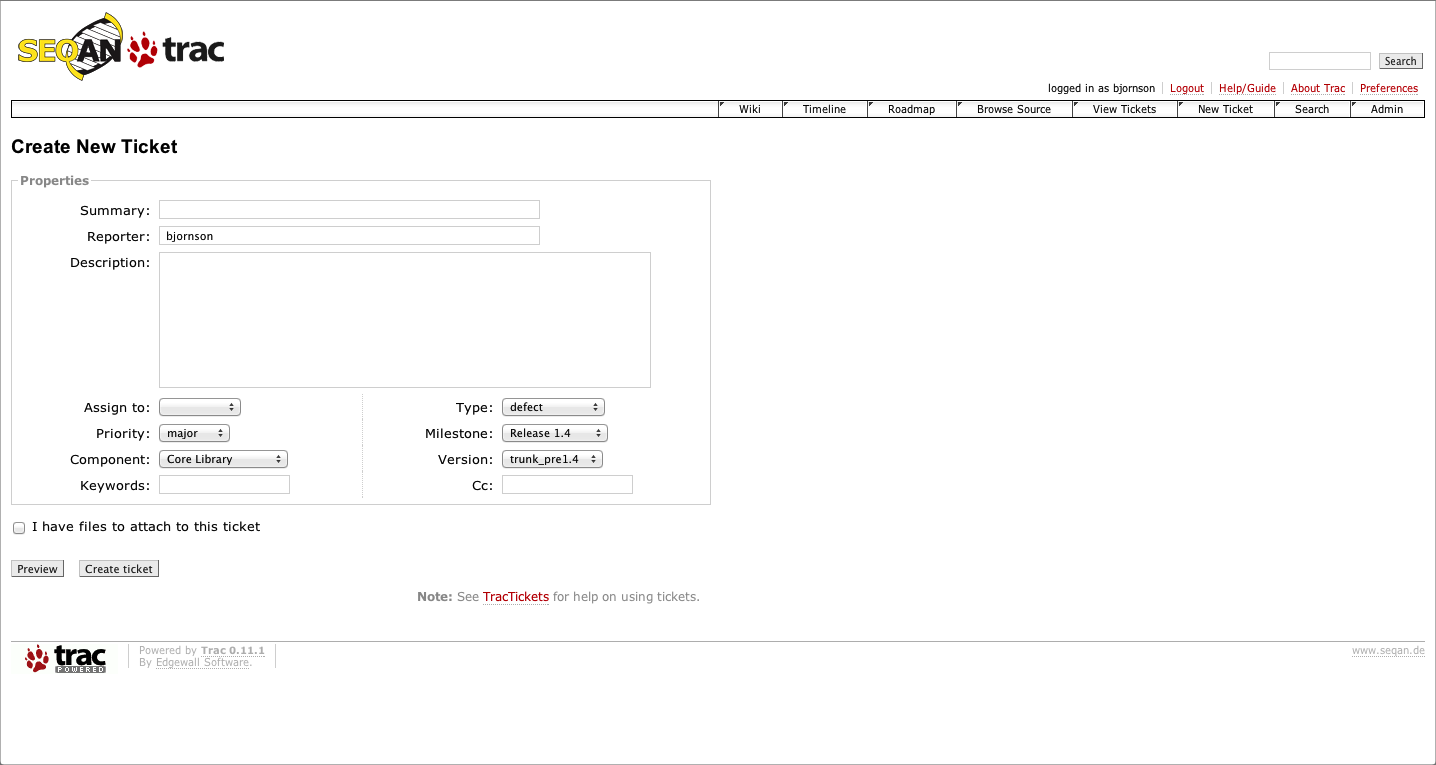 SEQAN trac
Search
logged in as bjornson Logout Help/Guide About Trac Preferences
Wiki Timeline Roadmap Browse Source View Tickets New Ticket Search Admin
Create New Ticket
Properties
Summary:
Reporter: bjornson
Description:
Assign to: Type: defect
Priority: major Milestone: Release 1.4
Component: Core Library Version: trunk_pre1.4
Keywords: Cc:
I have files to attach to this ticket
Preview Create ticket
Note: See TracTickets for help on using tickets.
trac POWERED
Powered by Trac 0.11.1
By Edgewall Software.
www.seqan.de